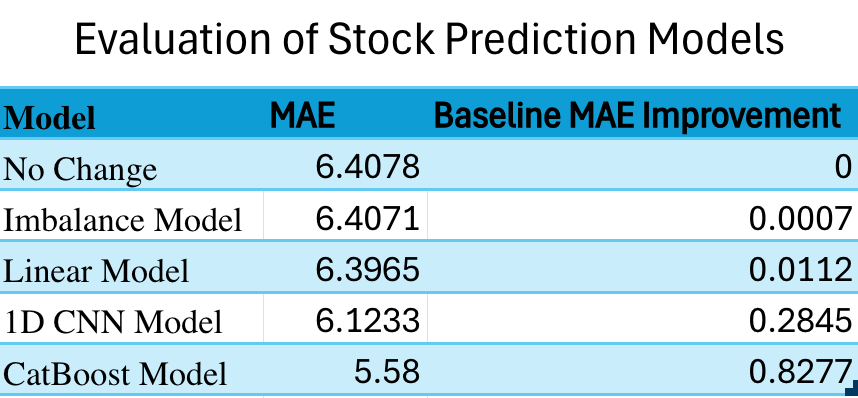 Evaluation of Stock Prediction Models
Model MAE Baseline MAE Improvement
No Change 6.4078 0
Imbalance Model 6.4071 0.0007
Linear Model 6.3965 0.0112
1D CNN Model 6.1233 0.2845
CatBoost Model 5.58 0.8277